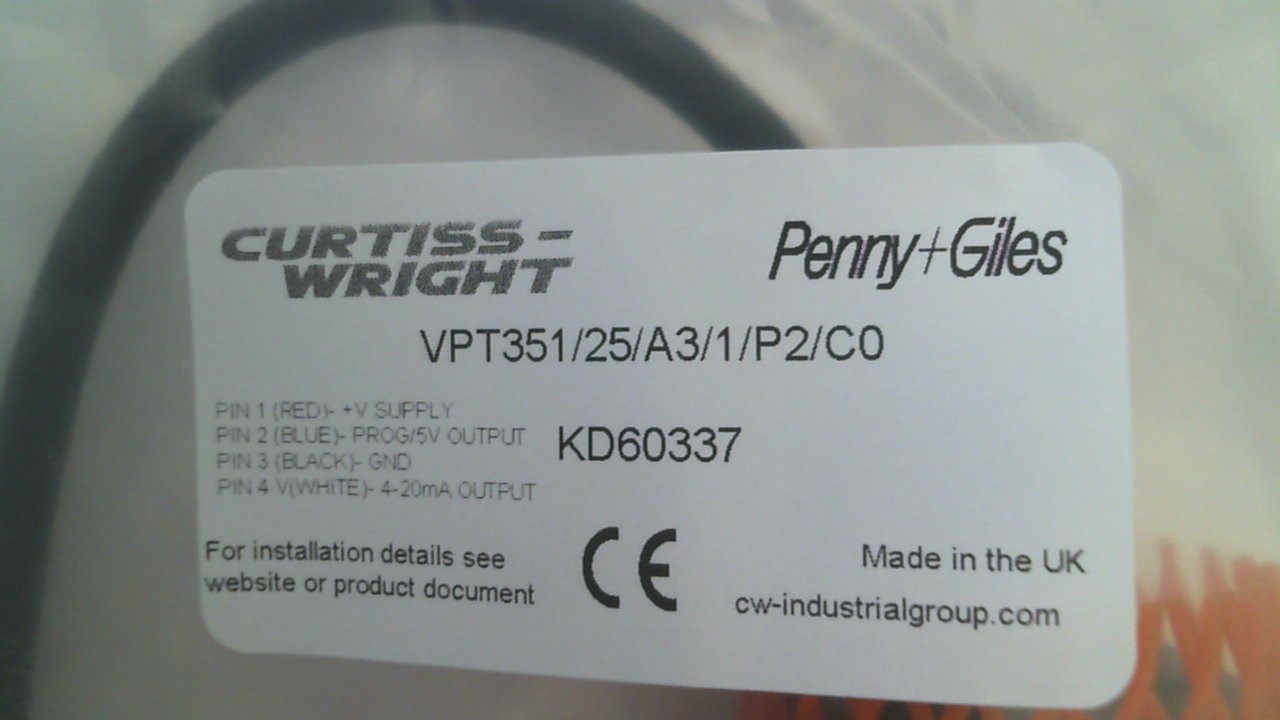 CURTISS-
WRIGHT
Penny+Giles
VPT351/25/A3/1/P2/C0
PIN 1 (RED)- +V SUPPLY
PIN 2 (BLUE)- PROG/5V OUTPUT
PIN 3 (BLACK)- GND
PIN 4 V(WHITE)- 4-20mA OUTPUT
KD60337
For installation details see
website or product document
CE
Made in the UK
cw-industrialgroup.com